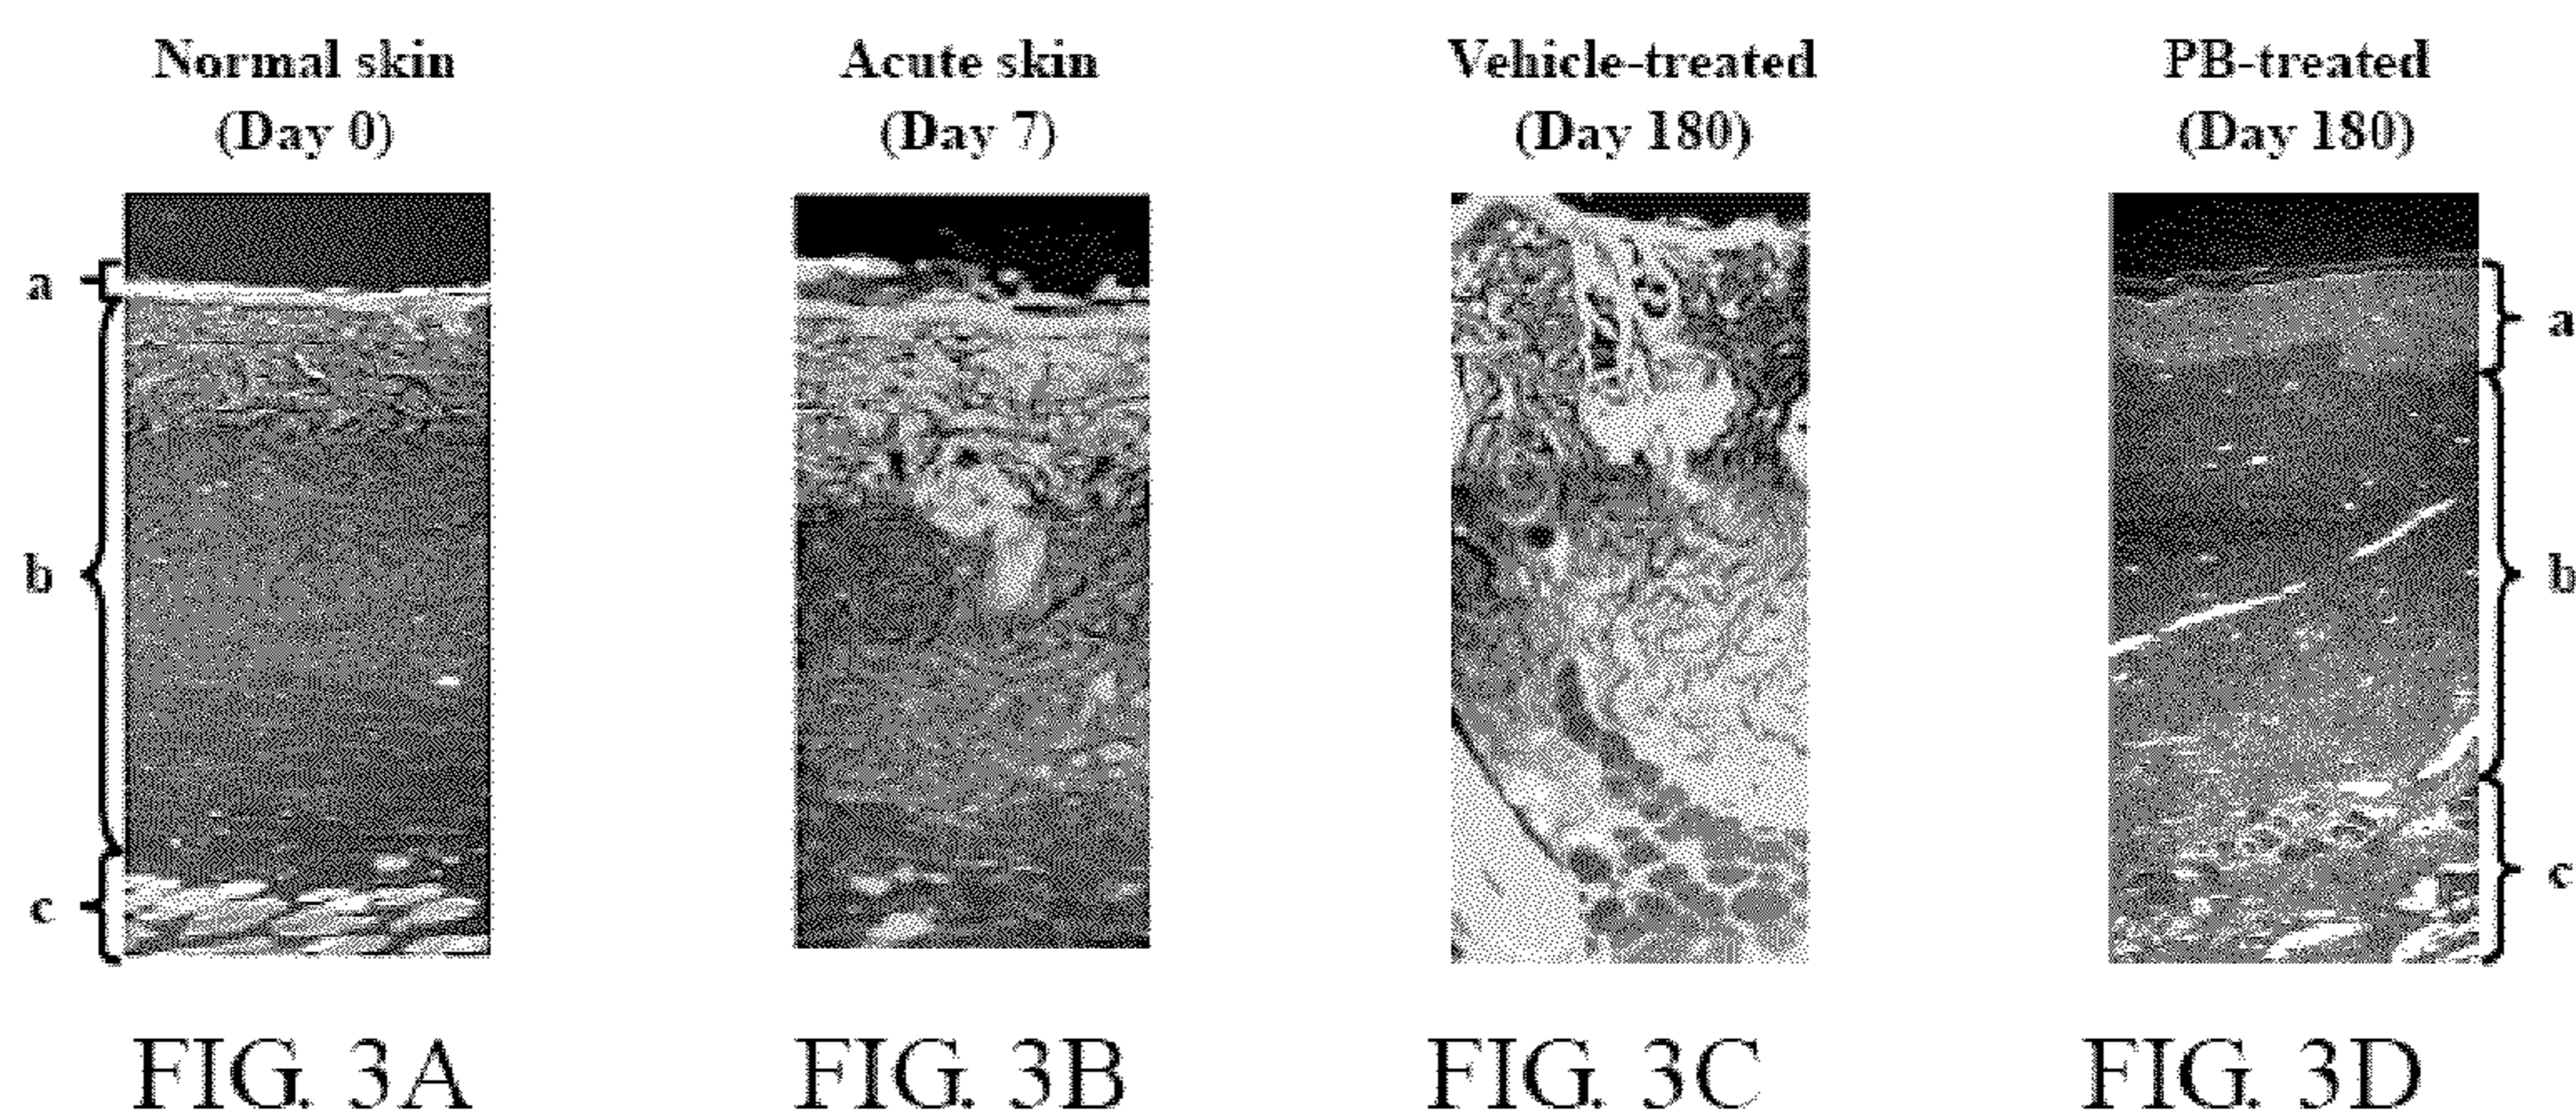 Normal skin
(Day 0)
Acute skin
(Day 7)
Vehicle-treated
(Day 180)
PB-treated
(Day 180)
a
b
c
a
b
c
FIG. 3A
FIG. 3B
FIG. 3C
FIG. 3D